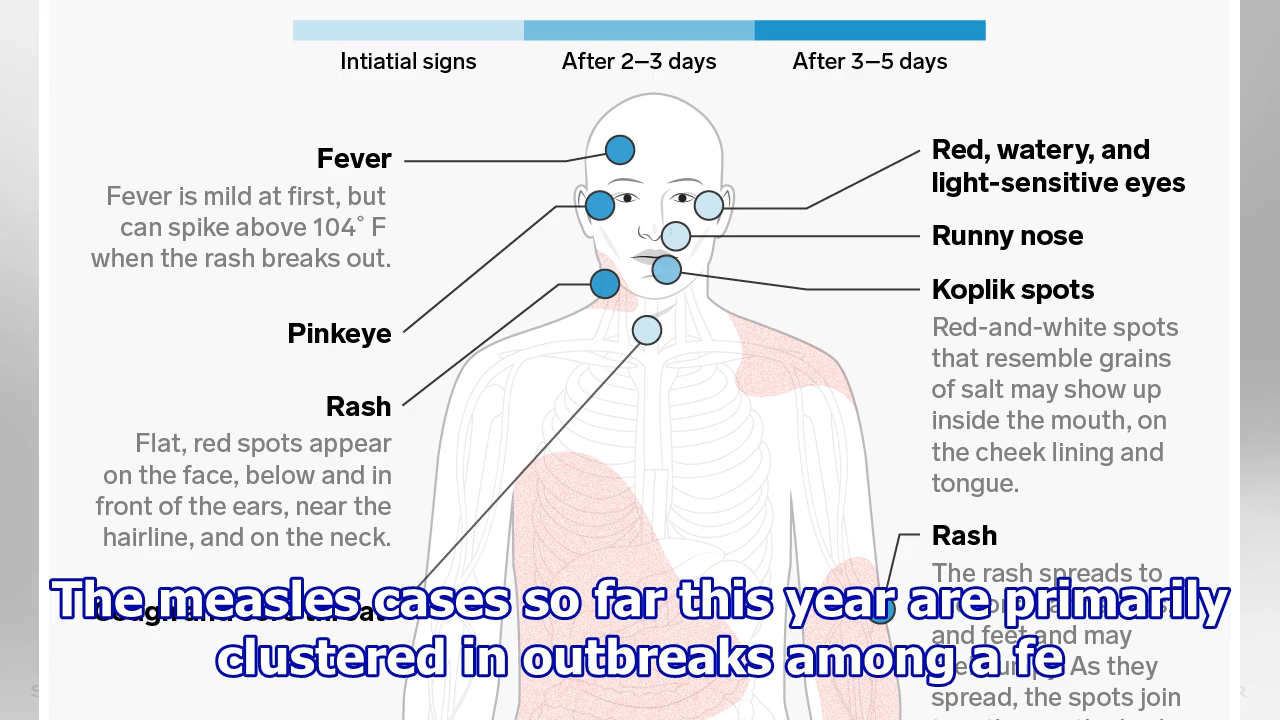 Intiatial signs
After 2–3 days
After 3–5 days
Fever
Fever is mild at first, but
can spike above 104° F
when the rash breaks out.
Pinkeye
Rash
Flat, red spots appear
on the face, below and in
front of the ears, near the
hairline, and on the neck.
Red, watery, and
light-sensitive eyes
Runny nose
Koplik spots
Red-and-white spots
that resemble grains
of salt may show up
inside the mouth, on
the cheek lining and
tongue.
Rash
The rash spreads to
and feet and may
As they
spread, the spots join
The measles cases so far this year are primarily
clustered in outbreaks among a fe